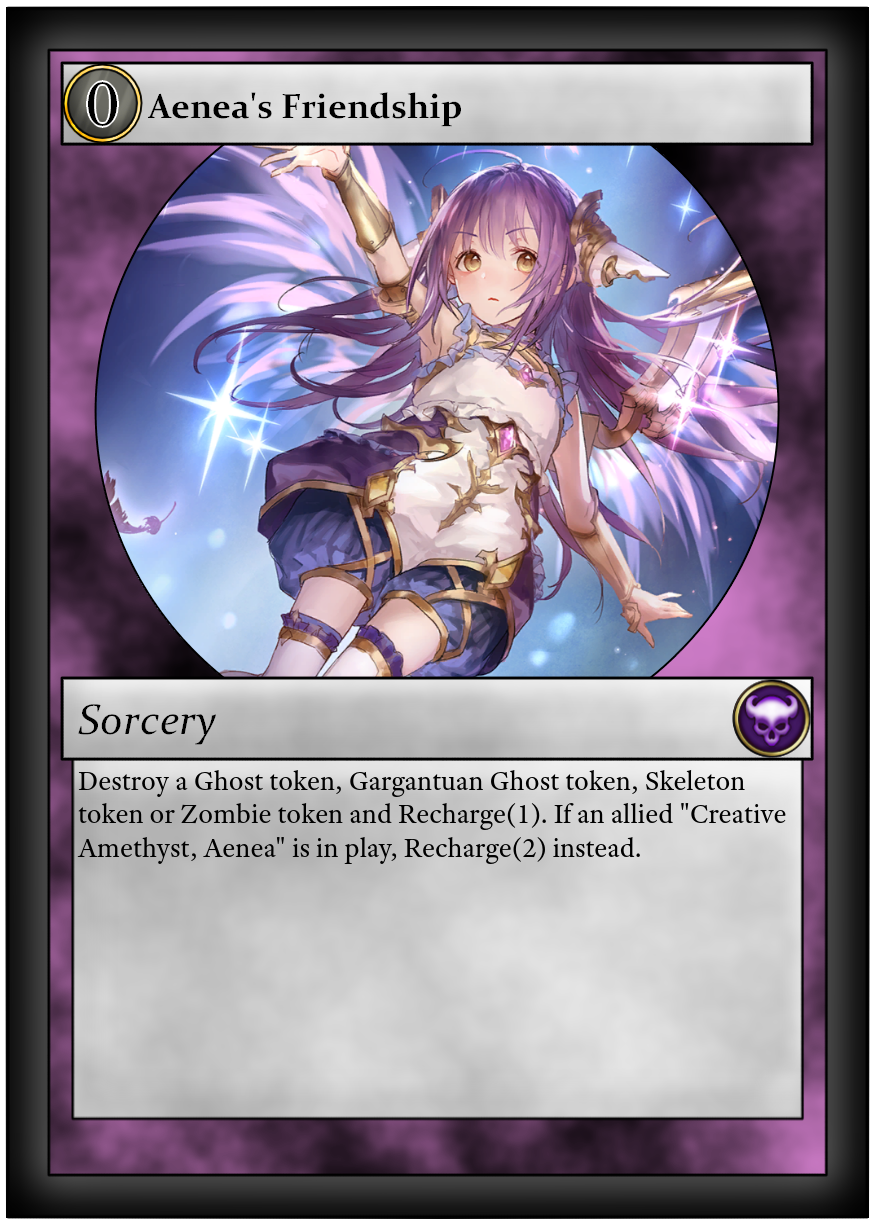 0
Aenea's Friendship
Sorcery
Destroy a Ghost token, Gargantuan Ghost token, Skeleton
token or Zombie token and Recharge(1). If an allied "Creative
Amethyst, Aenea" is in play, Recharge(2) instead.